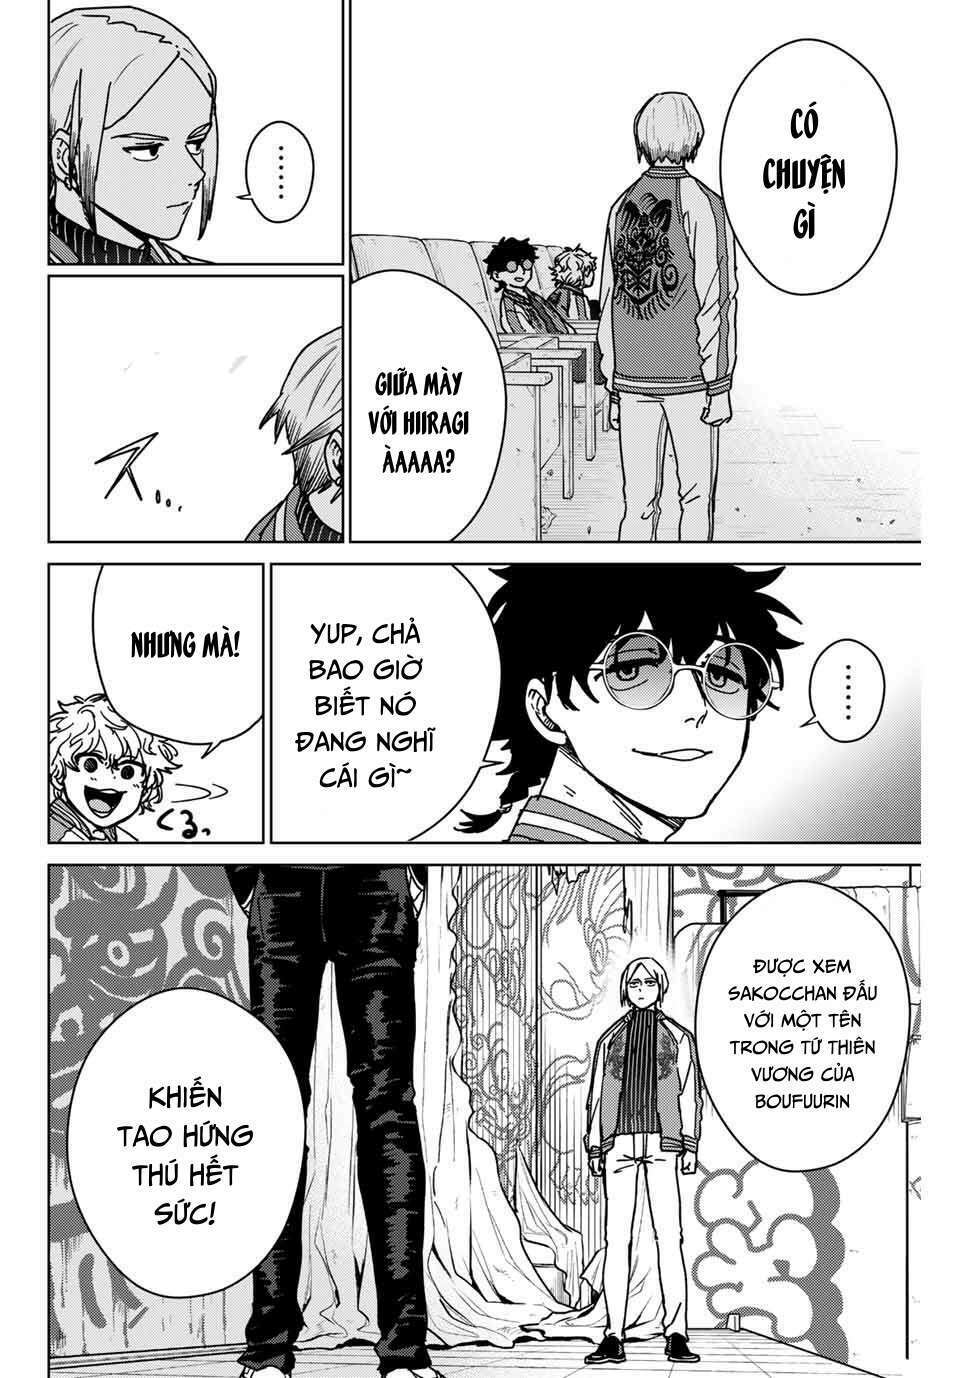 CÓ
CHUYỆN
GÌ
GIỮA MÀY
VỚI HIIRAGI
ÀAAAA?
......
ス...
......
YUP, CHẢ
BAO GIỜ
BIẾT NÓ
ĐANG NGHĨ
CÁI GÌ~
NHƯNG MÀ!
くるっ
ĐƯỢC XEM
SAKOCCHAN ĐẤU
VỚI MỘT TÊN
TRONG TỨ THIÊN
VƯƠNG CỦA
BOUFUURIN
KHIẾN
TAO HỨNG
THÚ HẾT
SỨC!